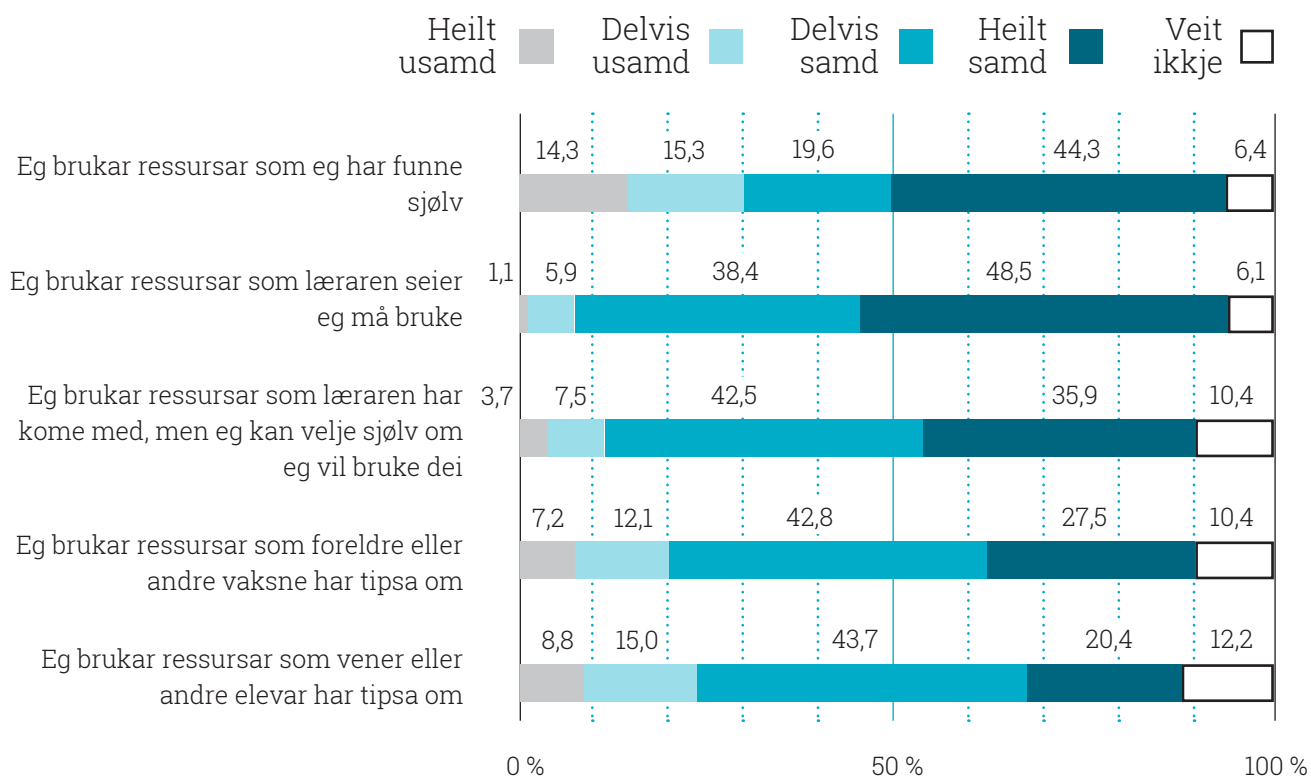 Heilt usamd
Delvis usamd
Delvis samd
Heilt samd
Veit ikkje
Eg brukar ressursar som eg har funne
sjølv
14,3 15,3 19,6 44,3 6,4
Eg brukar ressursar som læraren seier
eg må bruke
1,1 5,9 38,4 48,5 6,1
Eg brukar ressursar som læraren har
kome med, men eg kan velje sjølv om
eg vil bruke dei
3,7 7,5 42,5 35,9 10,4
Eg brukar ressursar som foreldre eller
andre vaksne har tipsa om
7,2 12,1 42,8 27,5 10,4
Eg brukar ressursar som vener eller
andre elevar har tipsa om
8,8 15,0 43,7 20,4 12,2
0 % 50 % 100 %